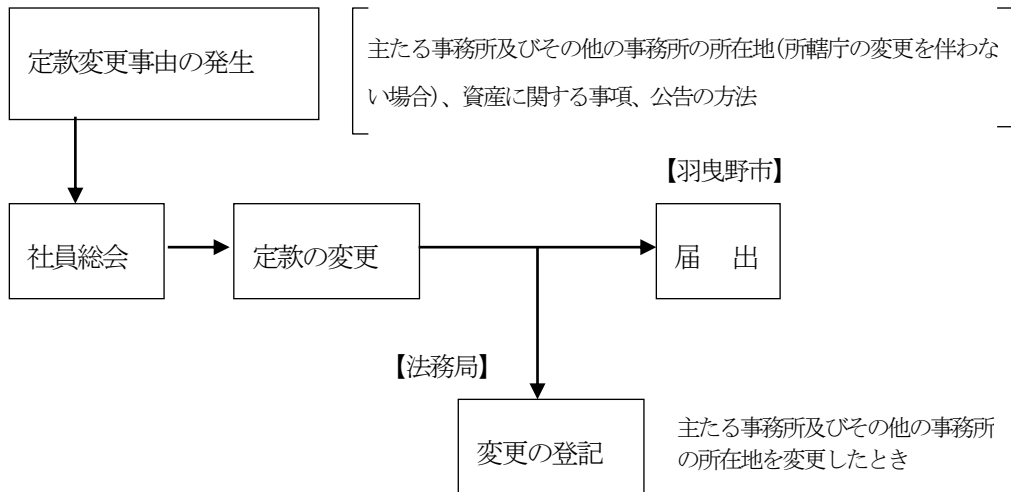 定款変更事由の発生
主たる事務所及びその他の事務所の所在地(所轄庁の変更を伴わな
い場合)、資産に関する事項、公告の方法
【羽曳野市】
社員総会
定款の変更
届 出
【法務局】
変更の登記
主たる事務所及びその他の事務所
の所在地を変更したとき